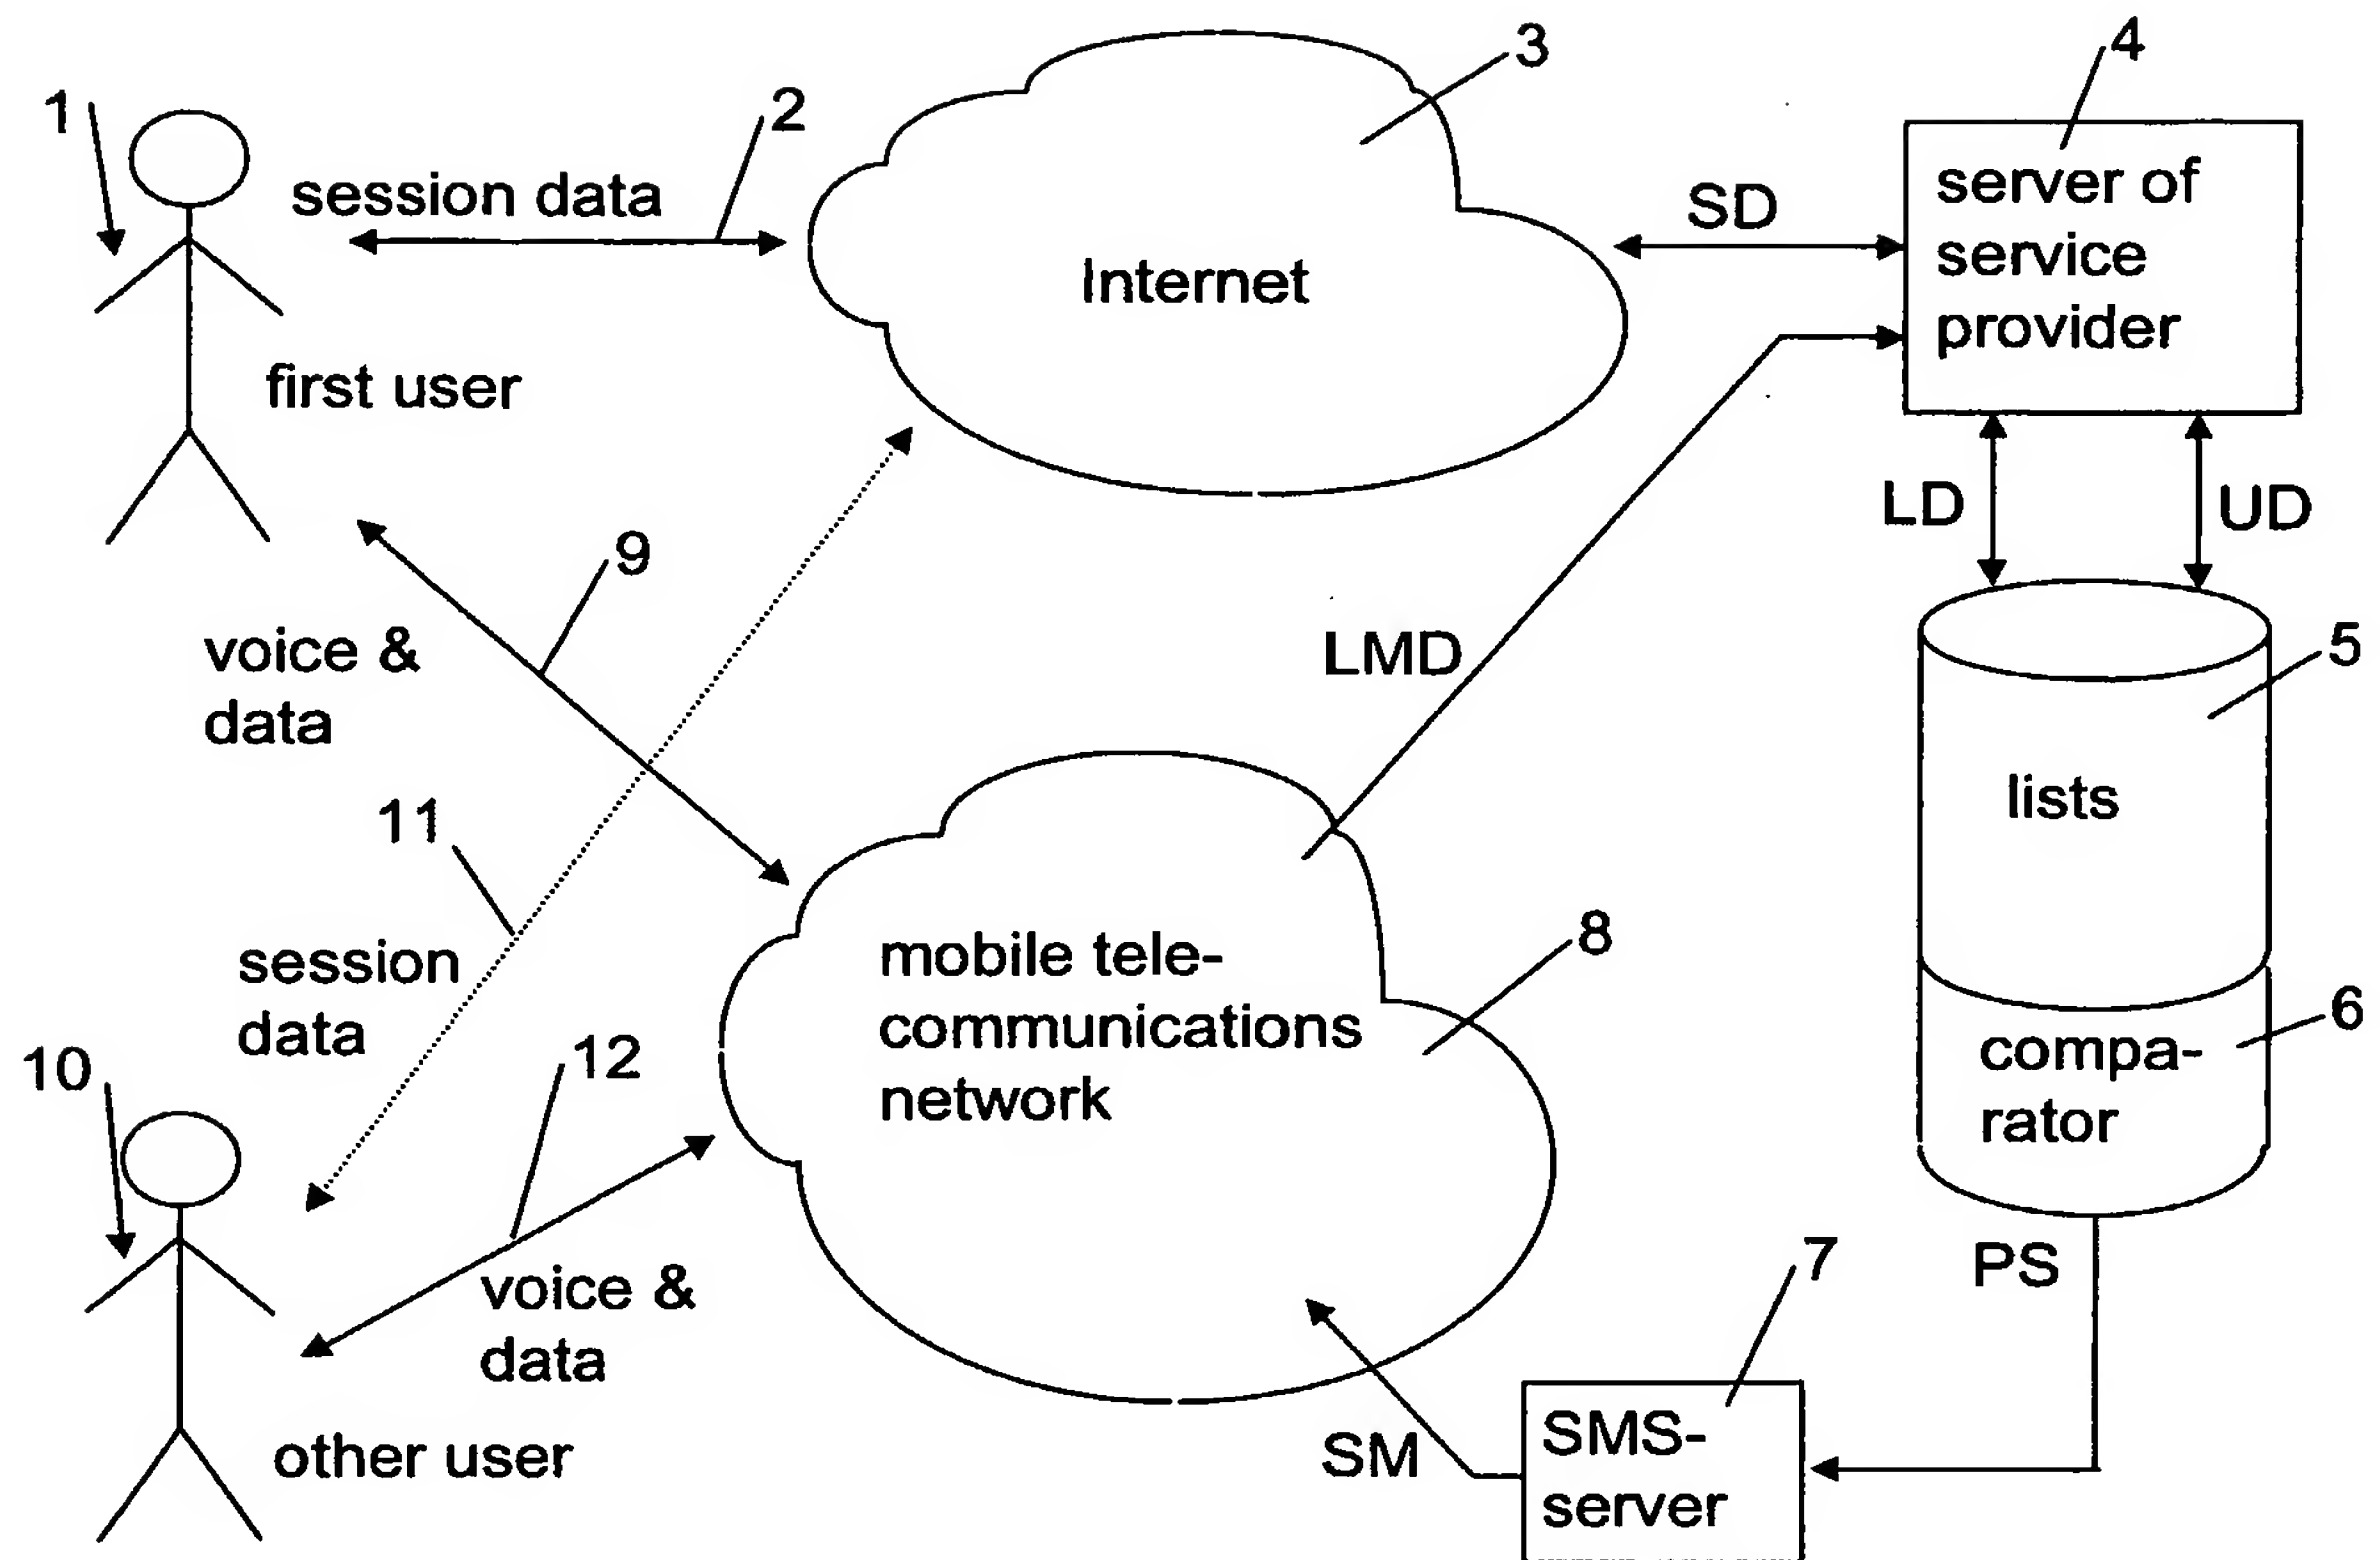 1
2
3
4
session data
SD
server of
service
provider
Internet
first user
LD
UD
9
voice &
data
LMD
5
lists
11
session
data
8
mobile tele-
communications
network
6
compa-
rator
10
12
PS
7
voice &
data
other user
SM
SMS-
server